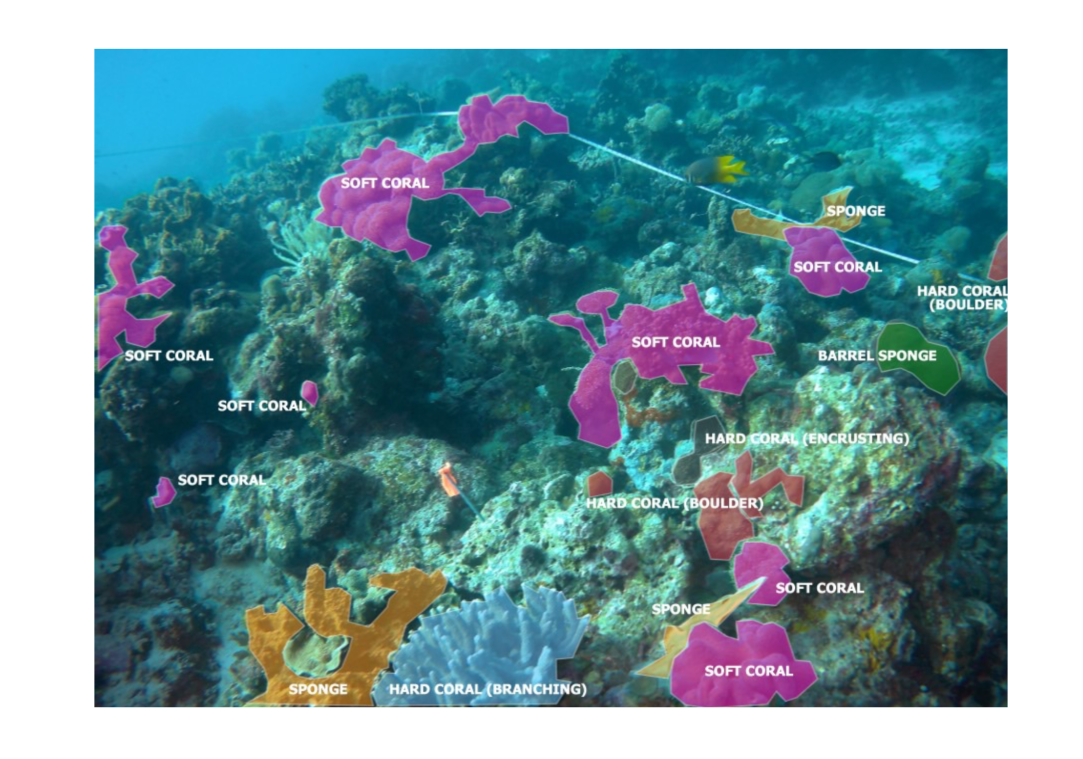 SOFT CORAL
SPONGE
SOFT CORAL
HARD CORAL
(BOULDER)
SOFT CORAL
SOFT CORAL
BARREL SPONGE
SOFT CORAL
HARD CORAL (ENCRUSTING)
SOFT CORAL
HARD CORAL (BOULDER)
SOFT CORAL
SPONGE
SOFT CORAL
SPONGE
HARD CORAL (BRANCHING)